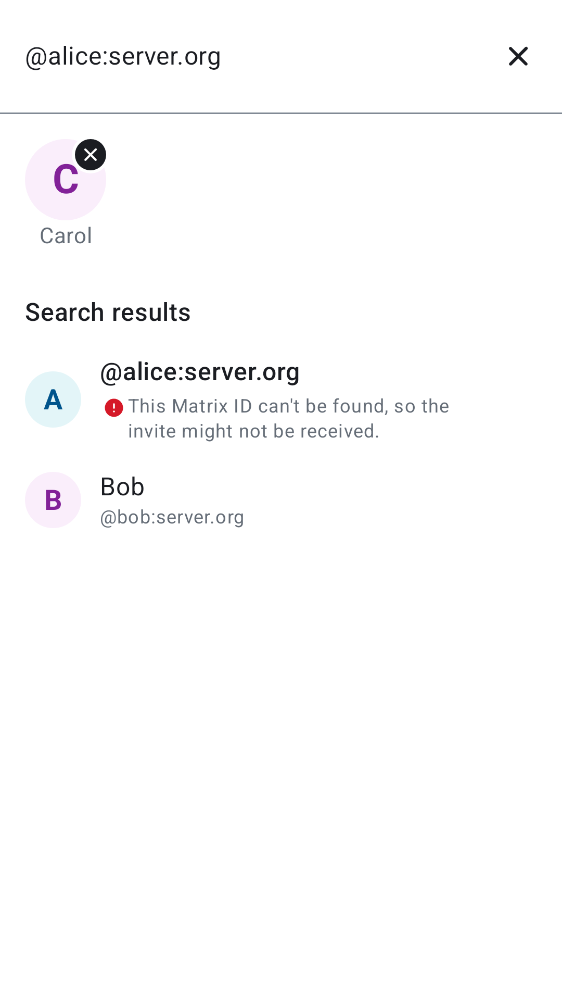 @alice:server.org
C
Carol
Search results
A
@alice:server.org
This Matrix ID can't be found, so the
invite might not be received.
B
Bob
@bob:server.org